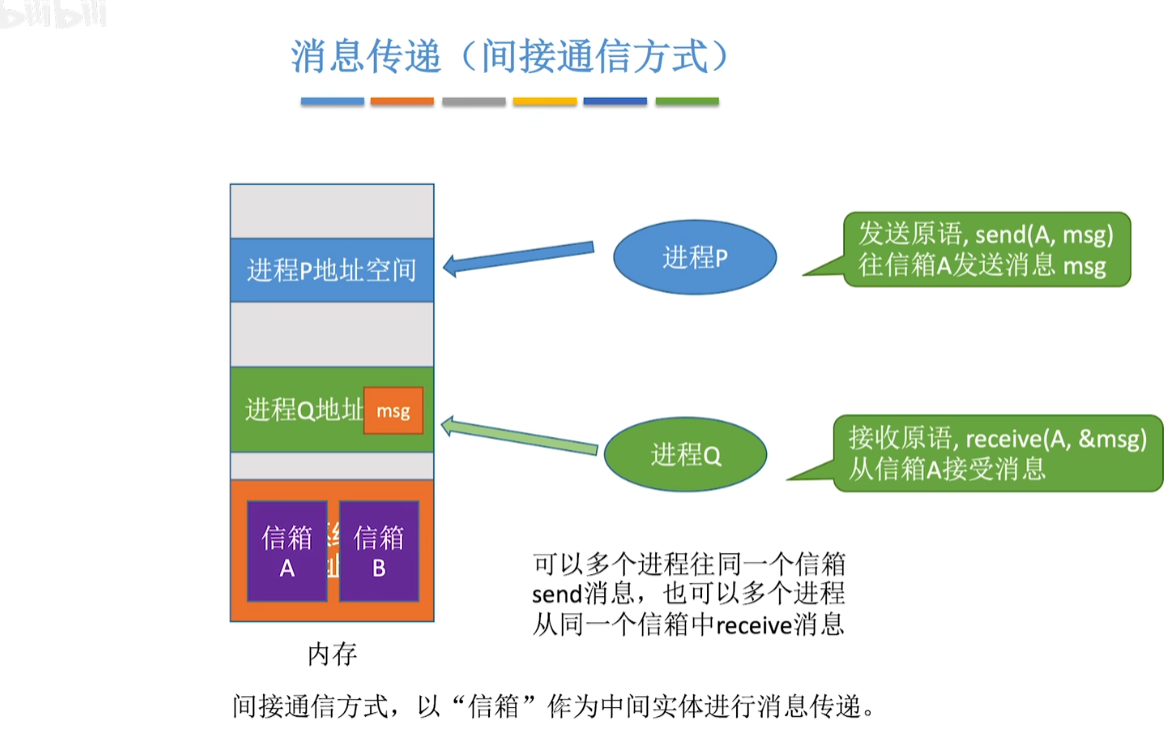 bilibili
消息传递（间接通信方式）
进程P地址空间
进程P
发送原语, send(A, msg)
往信箱A发送消息 msg
进程Q地址
msg
进程Q
接收原语, receive(A, &msg)
从信箱A接受消息
信箱
A
信箱
B
可以多个进程往同一个信箱
send消息，也可以多个进程
从同一个信箱中receive消息
内存
间接通信方式，以“信箱”作为中间实体进行消息传递。